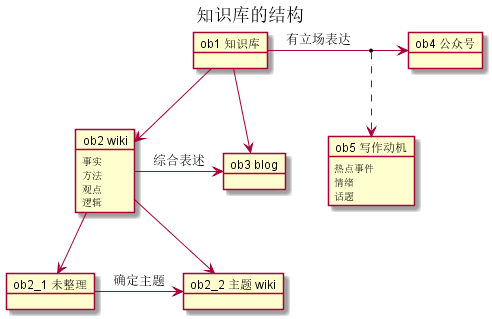 知识库的结构
ob1 知识库
有立场表达
ob4 公众号
ob2 wiki
事实
方法
观点
逻辑
综合表述
ob3 blog
ob5 写作动机
热点事件
情绪
话题
ob2_1 未整理
确定主题
ob2_2 主题 wiki